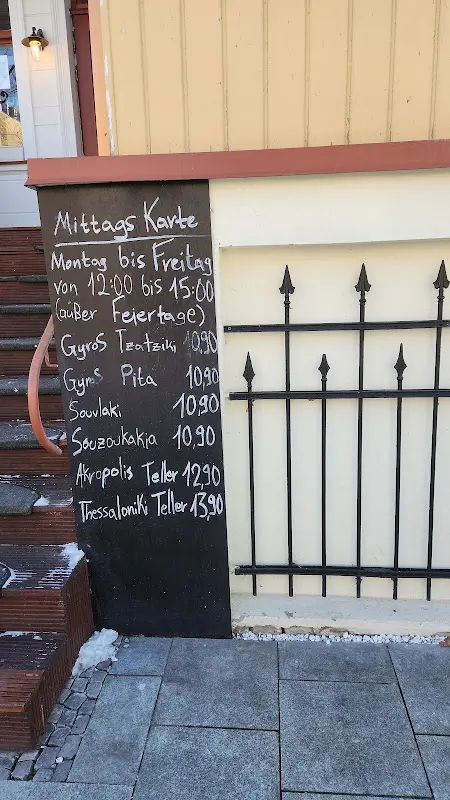 Mittags Karte
Montag bis Freitag
von 12:00 bis 15:00
(außer Feiertage)
Gyros Tzatziki 10,90
Gyros Pita 10,90
Souvlaki 10,90
Souzoukakia 10,90
Akropolis Teller 12,90
Thessaloniki Teller 13,90